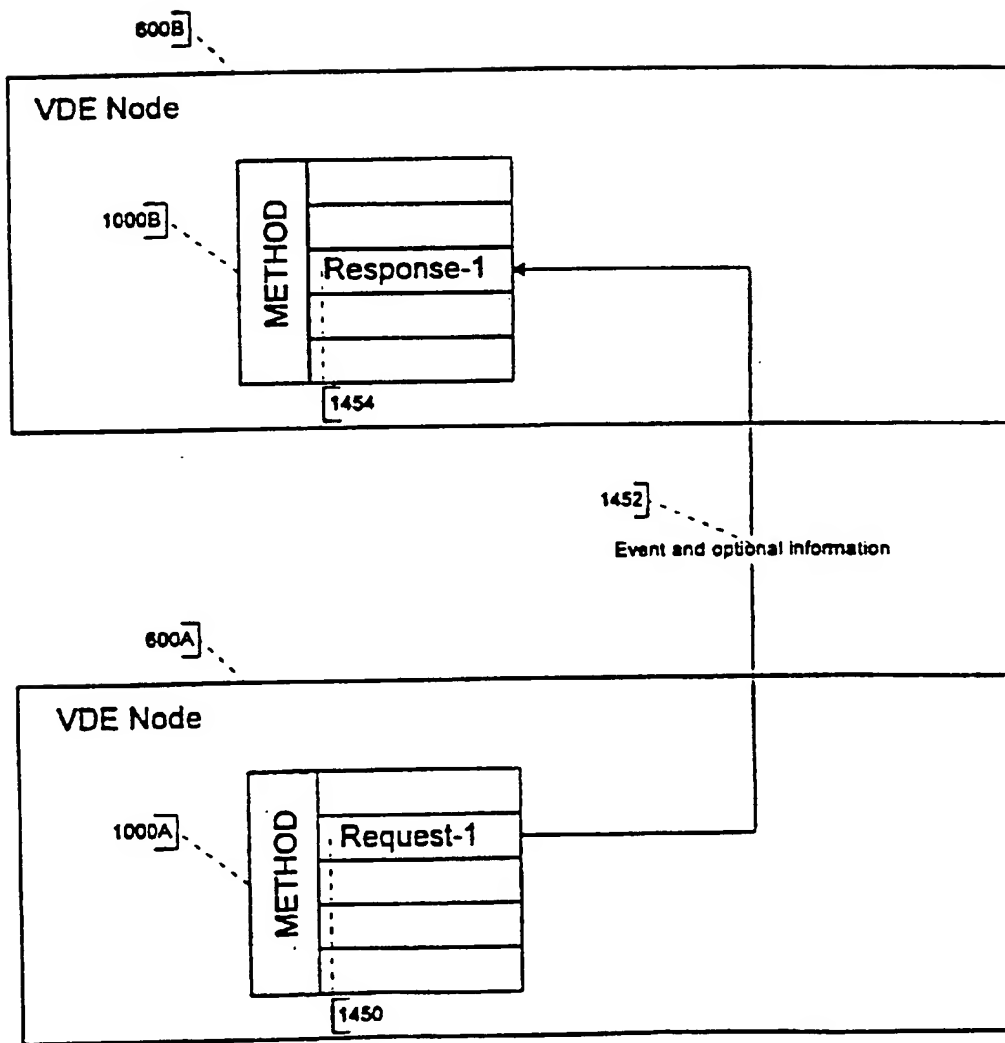 600B
VDE Node
1000B
METHOD
Response-1
1454
1452
Event and optional information
600A
VDE Node
1000A
METHOD
Request-1
1450